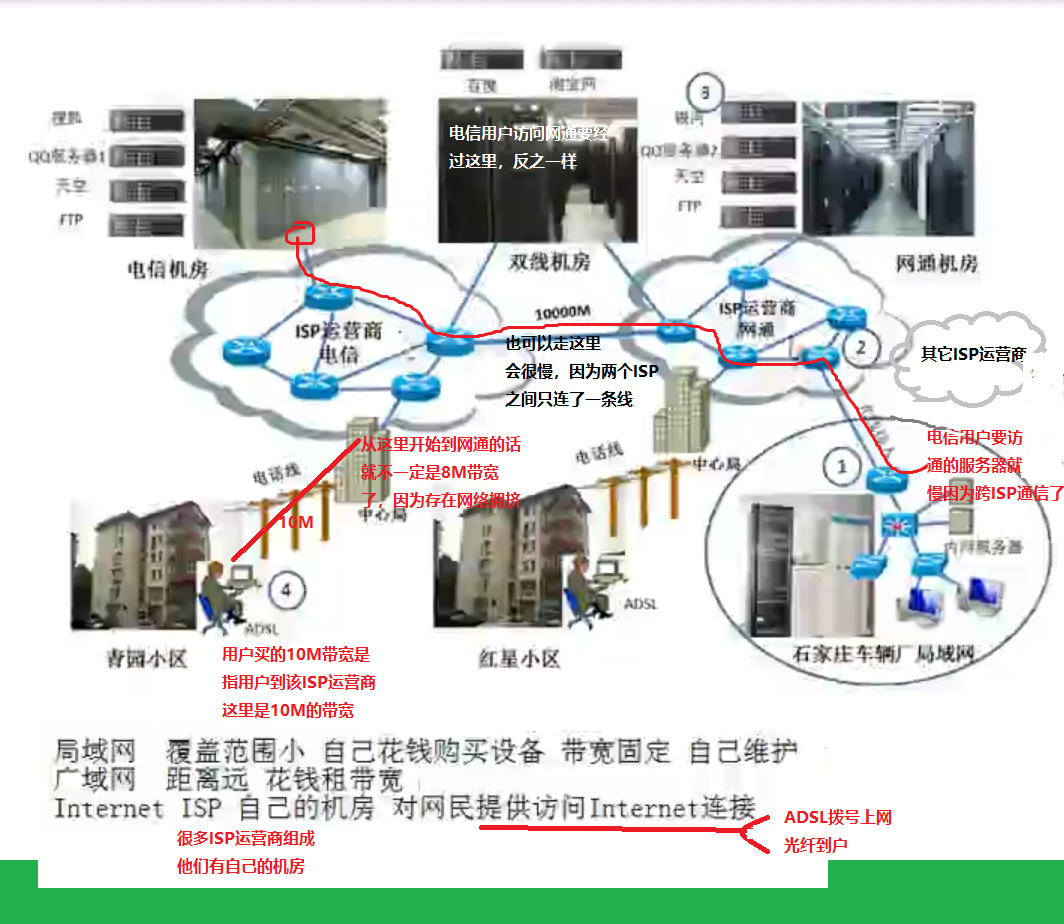 百度 淘宝网
3
搜狐
QQ服务器1
天空
FTP
电信用户访问网通要经
过这里，反之一样
QQ服务器2
天空
FTP
电信机房
双线机房
网通机房
ISP运营商
电信
10000M
ISP运营商
网通
2
其它ISP运营商
也可以走这里
会很慢，因为两个ISP
之间只连了一条线
从这里开始到网通的话
就不一定是8M带宽
了，因为存在网络拥挤
电话线
10M
中心局
电话线
中心局
1
电信用户要访
通的服务器就
慢因为跨ISP通信了
内网服务器
4
ADSL
ADSL
青园小区
红星小区
石家庄车辆厂局域网
用户买的10M带宽是
指用户到该ISP运营商
这里是10M的带宽
局域网 覆盖范围小 自己花钱购买设备 带宽固定 自己维护
广域网 距离远 花钱租带宽
Internet ISP 自己的机房 对网民提供访问Internet连接
很多ISP运营商组成
他们有自己的机房
ADSL拨号上网
光纤到户